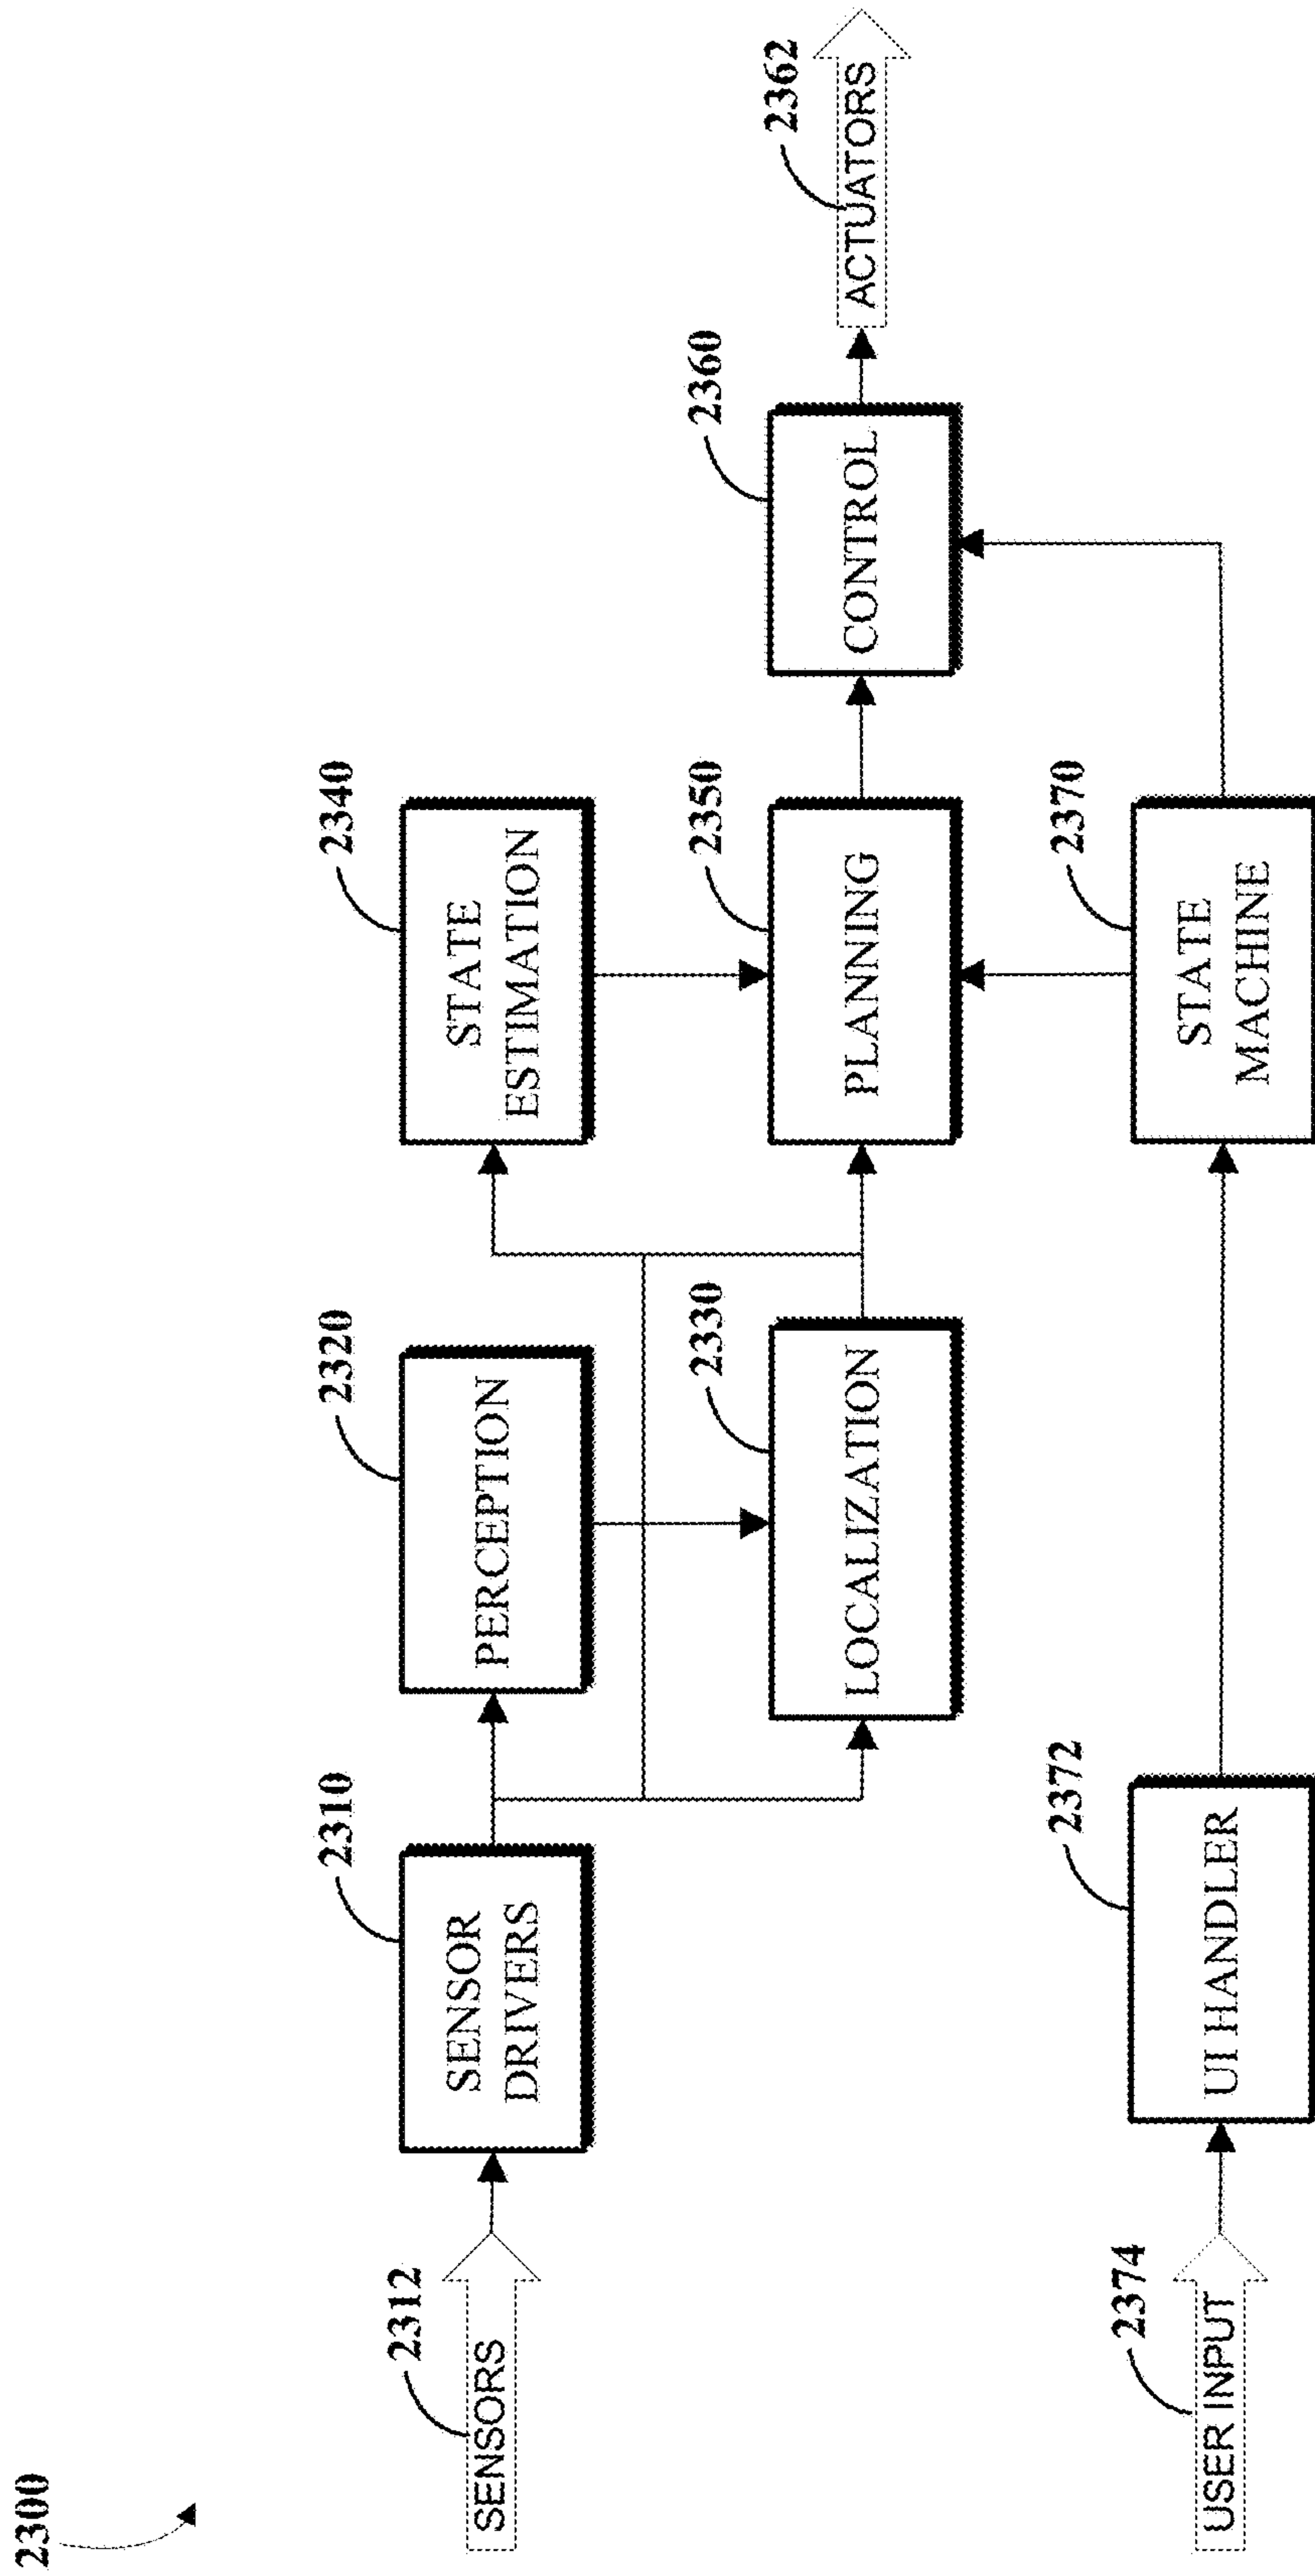 2300
2312
SENSORS
2310
SENSOR
DRIVERS
2320
PERCEPTION
2340
STATE
ESTIMATION
2330
LOCALIZATION
2350
PLANNING
2360
CONTROL
2362
ACTUATORS
2374
USER INPUT
2372
UI HANDLER
2370
STATE
MACHINE